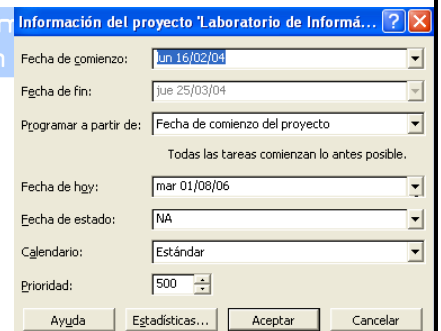 Información del proyecto 'Laboratorio de Informá...
Fecha de comienzo: lun 16/02/04
Fecha de fin: jue 25/03/04
Programar a partir de: Fecha de comienzo del proyecto
Todas las tareas comienzan lo antes posible.
Fecha de hoy: mar 01/08/06
Fecha de estado: NA
Calendario: Estándar
Prioridad: 500
Ayuda Estadísticas... Aceptar Cancelar